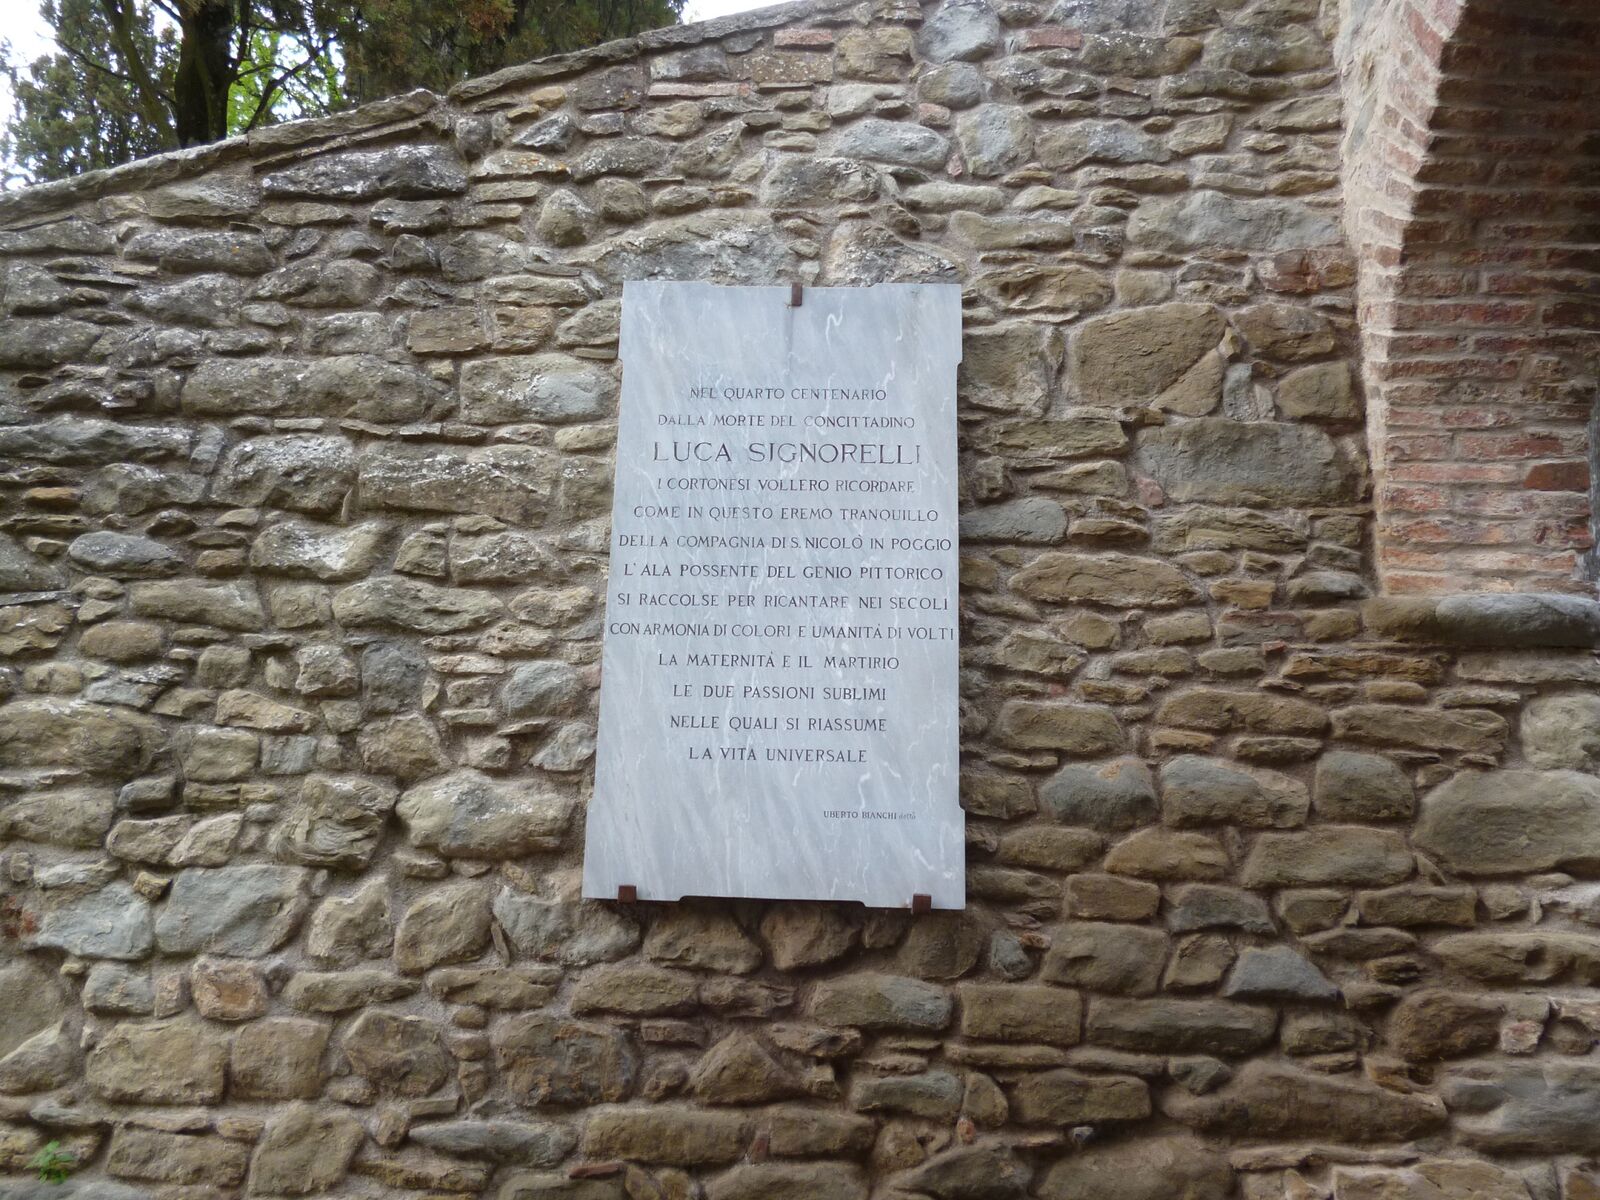 NEL QUARTO CENTENARIO
DALLA MORTE DEL CONCITTADINO
LUCA SIGNORELLI
I CORTONESI VOLLERO RICORDARE
COME IN QUESTO EREMO TRANQUILLO
DELLA COMPAGNIA DI S. NICOLÒ IN POGGIO
L'ALA POSSENTE DEL GENIO PITTORICO
SI RACCOLSE PER RICANTARE NEI SECOLI
CON ARMONIA DI COLORI E UMANITÀ DI VOLTI
LA MATERNITÀ E IL MARTIRIO
LE DUE PASSIONI SUBLIMI
NELLE QUALI SI RIASSUME
LA VITA UNIVERSALE
UBERTO BIANCHI dettò